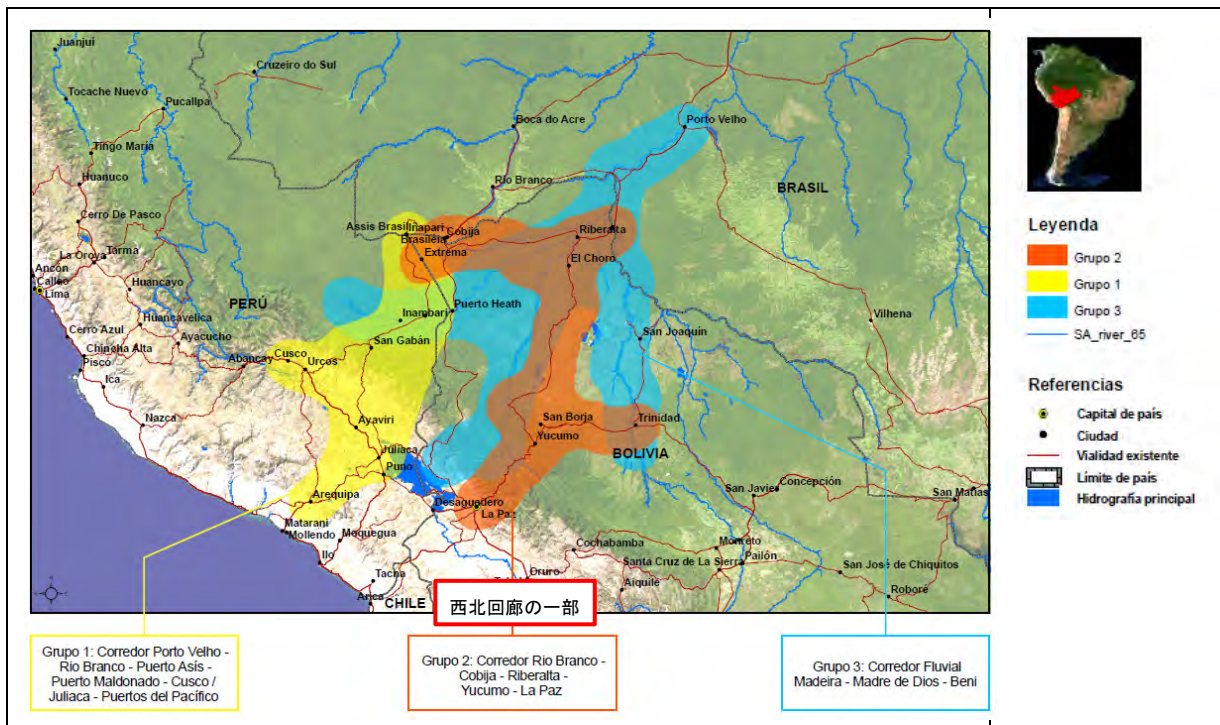 Juanjuí
Cruzeiro do Sul
Tocache Nuevo
Pucallpa
Boca do Acre
Porto Velho
Tingo María
Huanuco
Rio Branco
BRASIL
Cerro De Pasco
Assis Brasil
Iñapari
Cobija
Brasiléia
Riberalta
Tarma
La Oroya
Extrema
El Choro
Ancón
Callao
Lima
Huancayo
PERÚ
Puerto Heath
Inambari
Vilhena
Huancavelica
San Joaquín
Cerro Azul
Ayacucho
San Gabán
Chincha Alta
Pisco
Abancay
Cusco
Urcos
Ica
Nazca
Ayaviri
San Borja
Trinidad
Yucumo
Juliaca
BOLIVIA
Puno
San Javier
Concepción
San Matías
Arequipa
Desaguadero
La Paz
Matarani
Mollendo
Moquegua
Cochabamba
Montero
Ilo
Santa Cruz de La Sierra
Pailón
Tacna
Oruro
Aiquile
San José de Chiquitos
Roboré
Arica
CHILE
西北回廊の一部
Grupo 1: Corredor Porto Velho -
Rio Branco - Puerto Asís -
Puerto Maldonado - Cusco /
Juliaca - Puertos del Pacífico
Grupo 2: Corredor Rio Branco -
Cobija - Riberalta -
Yucumo - La Paz
Grupo 3: Corredor Fluvial
Madeira - Madre de Dios - Beni
Leyenda
Grupo 2
Grupo 1
Grupo 3
SA_river_65
Referencias
Capital de país
Ciudad
Vialidad existente
Límite de país
Hidrografía principal